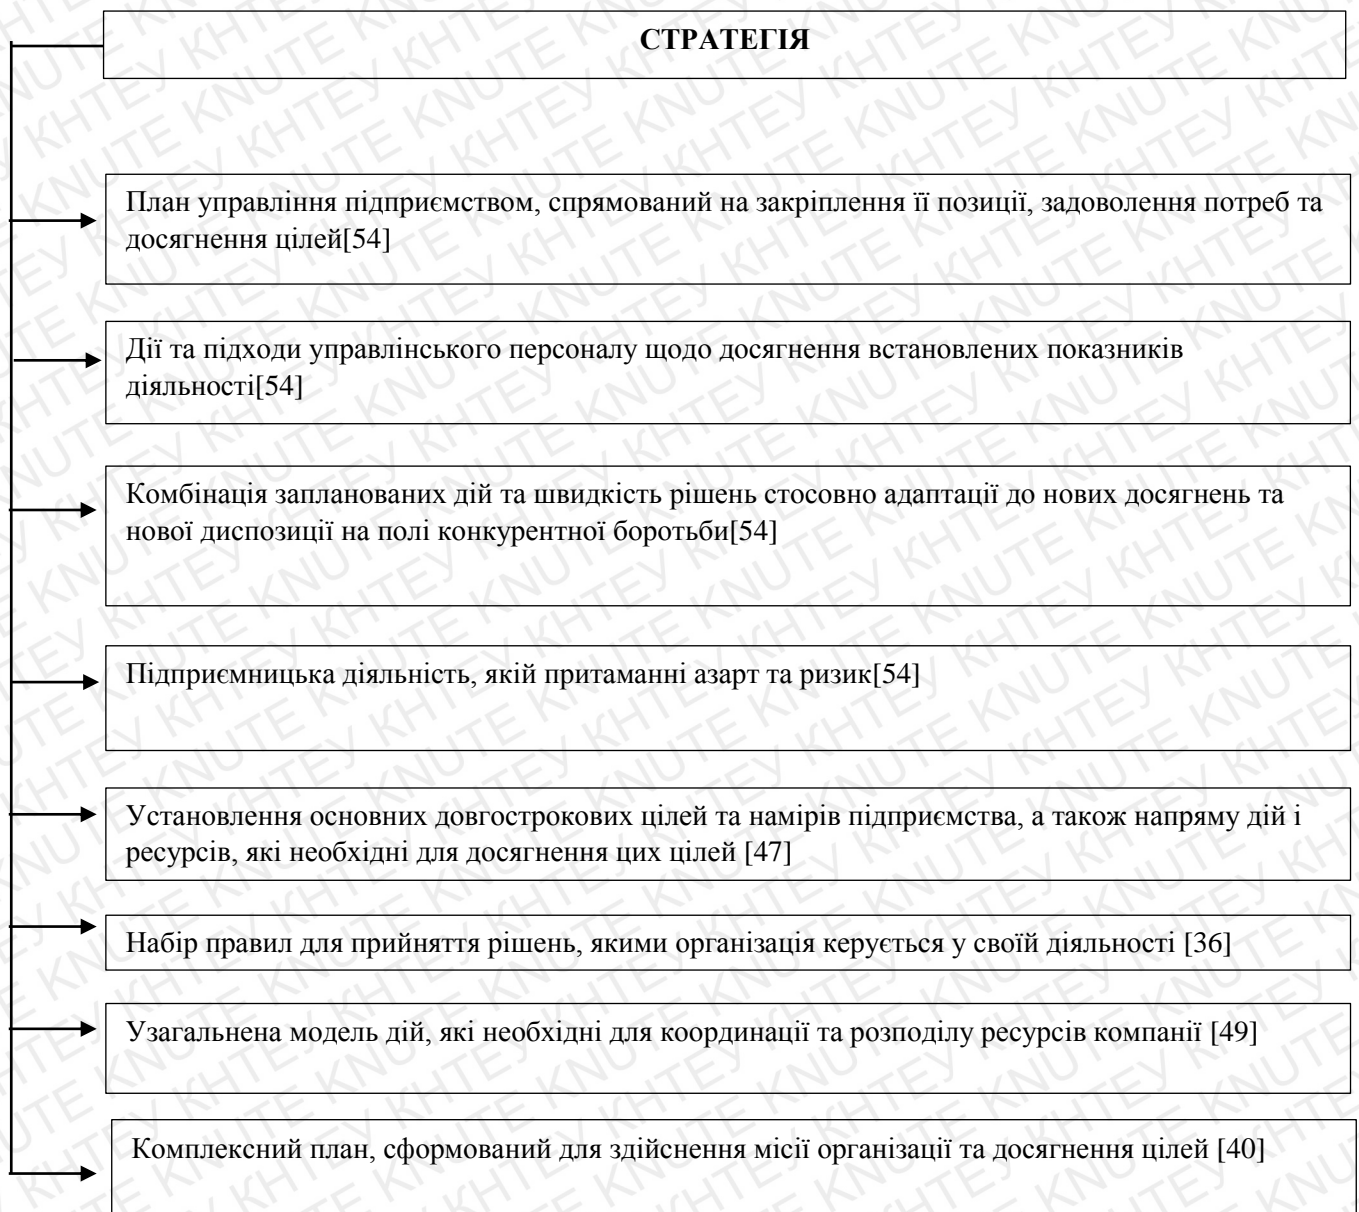 СТРАТЕГІЯ
План управління підприємством, спрямований на закріплення її позиції, задоволення потреб та
досягнення цілей[54]
Дії та підходи управлінського персоналу щодо досягнення встановлених показників
діяльності[54]
Комбінація запланованих дій та швидкість рішень стосовно адаптації до нових досягнень та
нової диспозиції на полі конкурентної боротьби[54]
Підприємницька діяльність, якій притаманні азарт та ризик[54]
Установлення основних довгострокових цілей та намірів підприємства, а також напряму дій і
ресурсів, які необхідні для досягнення цих цілей [47]
Набір правил для прийняття рішень, якими організація керується у своїй діяльності [36]
Узагальнена модель дій, які необхідні для координації та розподілу ресурсів компанії [49]
Комплексний план, сформований для здійснення місії організації та досягнення цілей [40]